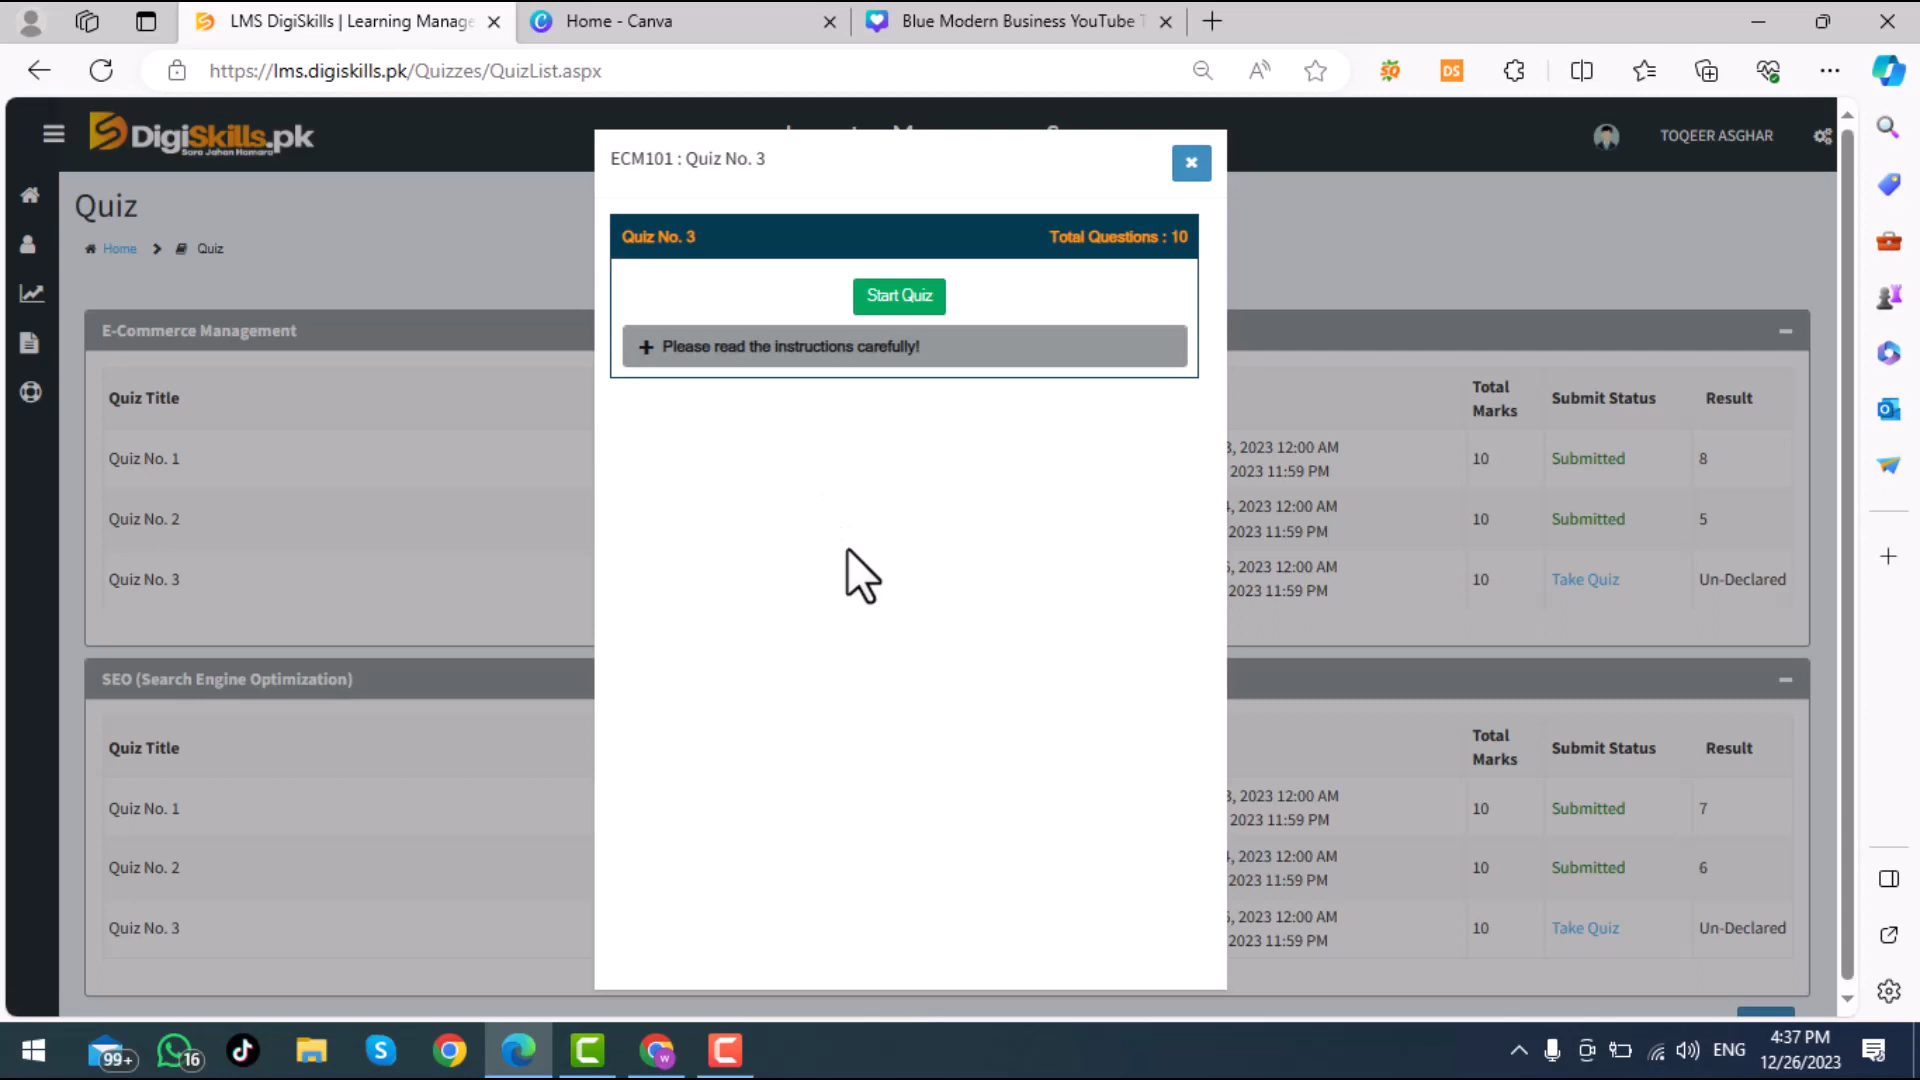 LMS DigiSkills | Learning Manage
Home - Canva
Blue Modern Business YouTube T
https://lms.digiskills.pk/Quizzes/QuizList.aspx
DigiSkills.pk
Sara Jahan Hamara
TOQEER ASGHAR
ECM101 : Quiz No. 3
Quiz
Home
Quiz
Quiz No. 3
Total Questions : 10
Start Quiz
Please read the instructions carefully!
E-Commerce Management
Quiz Title
Total Marks
Submit Status
Result
Quiz No. 1
3, 2023 12:00 AM
2023 11:59 PM
10
Submitted
8
Quiz No. 2
, 2023 12:00 AM
2023 11:59 PM
10
Submitted
5
Quiz No. 3
, 2023 12:00 AM
2023 11:59 PM
10
Take Quiz
Un-Declared
SEO (Search Engine Optimization)
Quiz Title
Total Marks
Submit Status
Result
Quiz No. 1
3, 2023 12:00 AM
2023 11:59 PM
10
Submitted
7
Quiz No. 2
, 2023 12:00 AM
2023 11:59 PM
10
Submitted
6
Quiz No. 3
, 2023 12:00 AM
2023 11:59 PM
10
Take Quiz
Un-Declared
99+
16
ENG
4:37 PM
12/26/2023